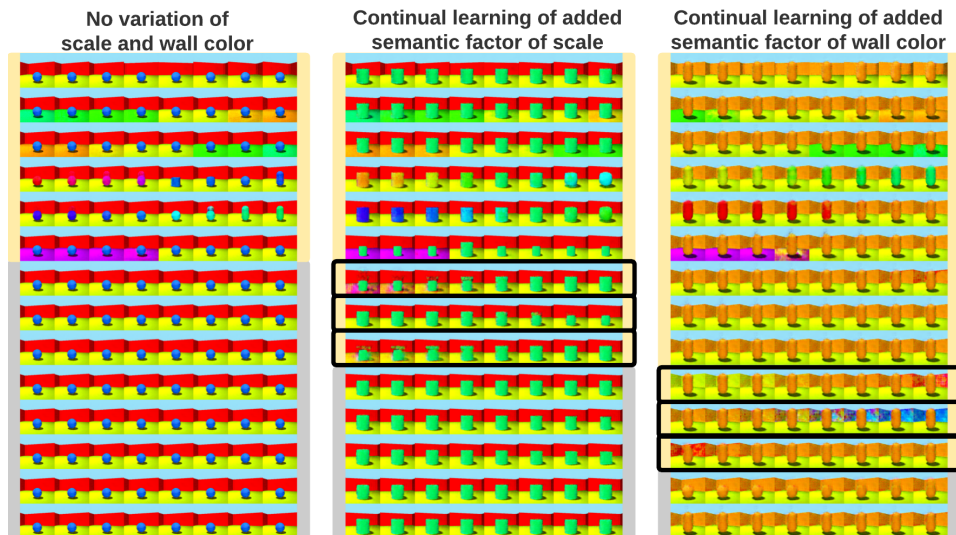 No variation of
scale and wall color
Continual learning of added
semantic factor of scale
Continual learning of added
semantic factor of wall color